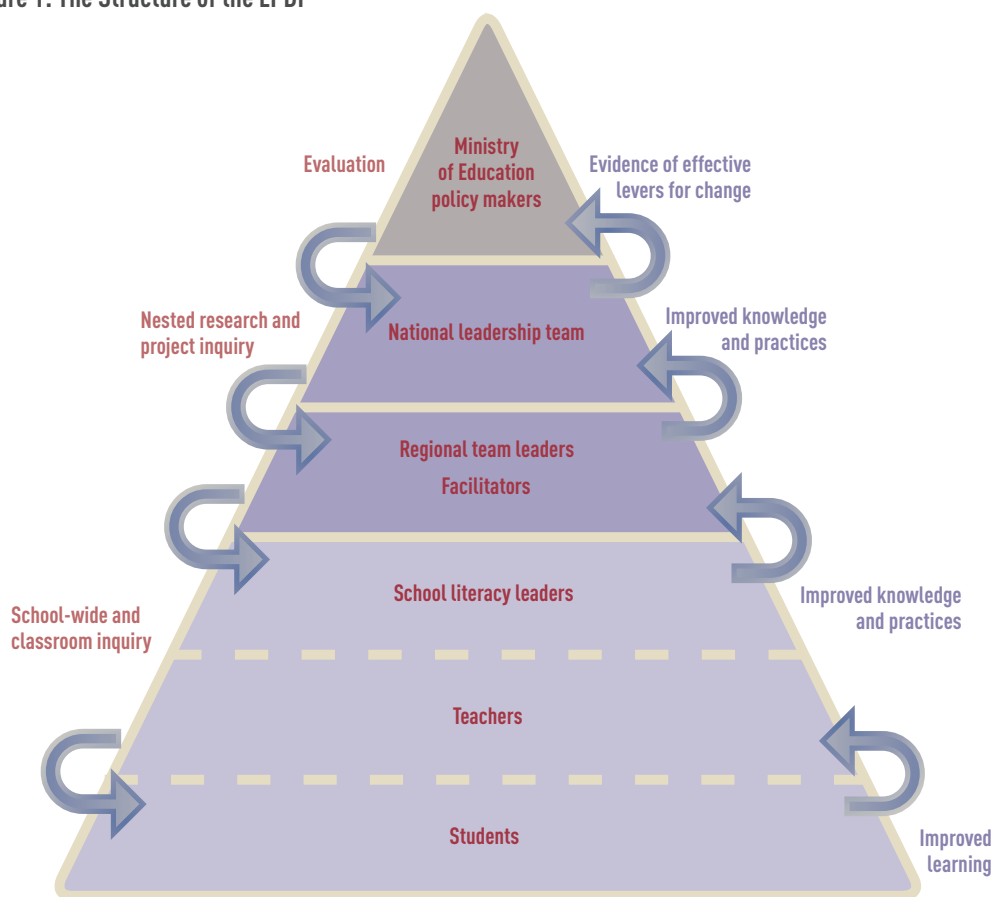 Evaluation
Ministry
of Education
policy makers
Evidence of effective
levers for change
Nested research and
project inquiry
National leadership team
Improved knowledge
and practices
Regional team leaders
Facilitators
School-wide and
classroom inquiry
School literacy leaders
Improved knowledge
and practices
Teachers
Students
Improved
learning